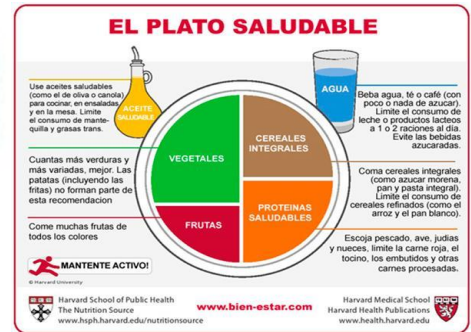 EL PLATO SALUDABLE
Use aceites saludables
(como el de oliva o canola)
para cocinar, en ensaladas
y en la mesa. Limite
el consumo de mante-
quilla y grasas trans.
ACEITE
SALUDABLE
AGUA
Beba agua, té o café (con
poco o nada de azucar).
Limite el consumo de
leche o productos lacteos
a 1 o 2 raciones al día.
Evite las bebidas
azucaradas.
VEGETALES
CEREALES
INTEGRALES
Cuantas más verduras y
más variadas, mejor. Las
patatas (incluyendo las
fritas) no forman parte de
esta recomendacion
Coma cereales integrales
(como azucar morena,
pan y pasta integral).
Limite el consumo de
cereales refinados (como el
arroz y el pan blanco).
FRUTAS
PROTEINAS
SALUDABLES
Come muchas frutas de
todos los colores
Escoja pescado, ave, judias
y nueces, limite la carne roja, el
tocino, los embutidos y otras
carnes procesadas.
MANTENTE ACTIVO!
© Harvard University
Harvard School of Public Health
The Nutrition Source
www.hsph.harvard.edu/nutritionsource
www.bien-estar.com
Harvard Medical School
Harvard Health Publications
www.health.harvard.edu